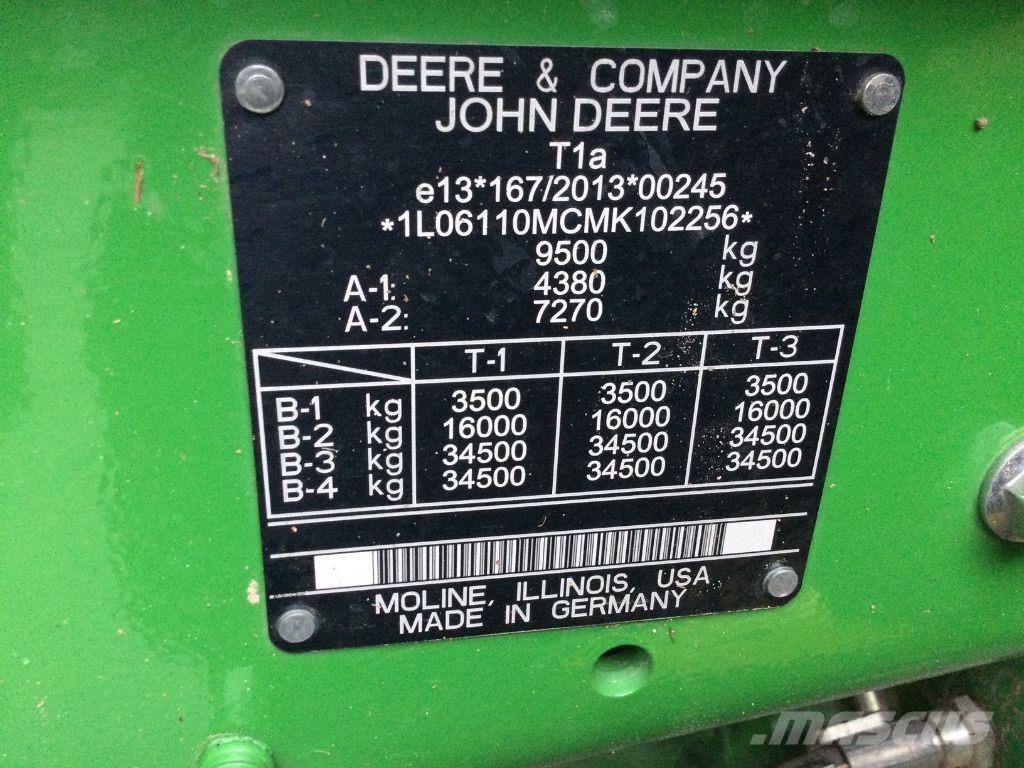 DEERE & COMPANY
JOHN DEERE
T1a
e13*167/2013*00245
*1L06110MCMK102256*
9500 kg
A-1: 4380 kg
A-2: 7270 kg
T-1 T-2 T-3
B-1 kg 3500 3500 3500
B-2 kg 16000 16000 16000
B-3 kg 34500 34500 34500
B-4 kg 34500 34500 34500
MOLINE, ILLINOIS, USA
MADE IN GERMANY
MASCUS